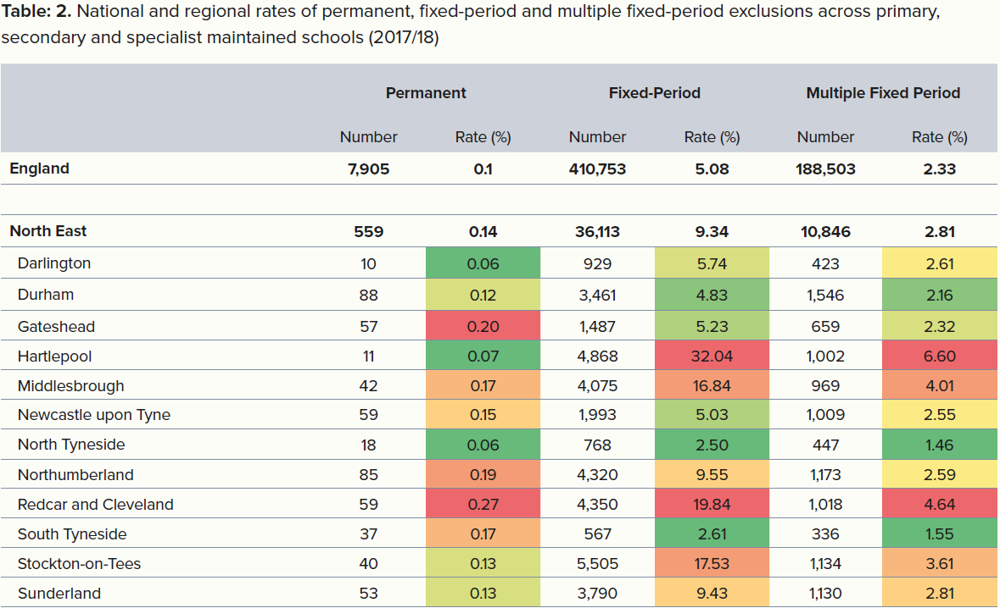 Table: 2. National and regional rates of permanent, fixed-period and multiple fixed-period exclusions across primary,
secondary and specialist maintained schools (2017/18)
Permanent Fixed-Period Multiple Fixed Period
Number Rate (%) Number Rate (%) Number Rate (%)
England 7,905 0.1 410,753 5.08 188,503 2.33
North East 559 0.14 36,113 9.34 10,846 2.81
Darlington 10 0.06 929 5.74 423 2.61
Durham 88 0.12 3,461 4.83 1,546 2.16
Gateshead 57 0.20 1,487 5.23 659 2.32
Hartlepool 11 0.07 4,868 32.04 1,002 6.60
Middlesbrough 42 0.17 4,075 16.84 969 4.01
Newcastle upon Tyne 59 0.15 1,993 5.03 1,009 2.55
North Tyneside 18 0.06 768 2.50 447 1.46
Northumberland 85 0.19 4,320 9.55 1,173 2.59
Redcar and Cleveland 59 0.27 4,350 19.84 1,018 4.64
South Tyneside 37 0.17 567 2.61 336 1.55
Stockton-on-Tees 40 0.13 5,505 17.53 1,134 3.61
Sunderland 53 0.13 3,790 9.43 1,130 2.81